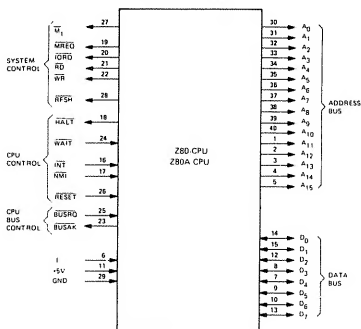 27 M1
19 MREQ
20 IORQ
21 RD
22 WR
28 RFSH
SYSTEM
CONTROL
18 HALT
24 WAIT
16 INT
17 NMI
26 RESET
CPU
CONTROL
25 BUSRQ
23 BUSAK
CPU
BUS
CONTROL
6
11 +5V
29 GND
Z80-CPU
Z80A CPU
30 A0
31 A1
32 A2
33 A3
34 A4
35 A5
36 A6
37 A7
38 A8
39 A9
40 A10
1 A11
2 A12
3 A13
4 A14
5 A15
ADDRESS
BUS
14 D0
15 D1
12 D2
8 D3
7 D4
9 D5
10 D6
13 D7
DATA
BUS